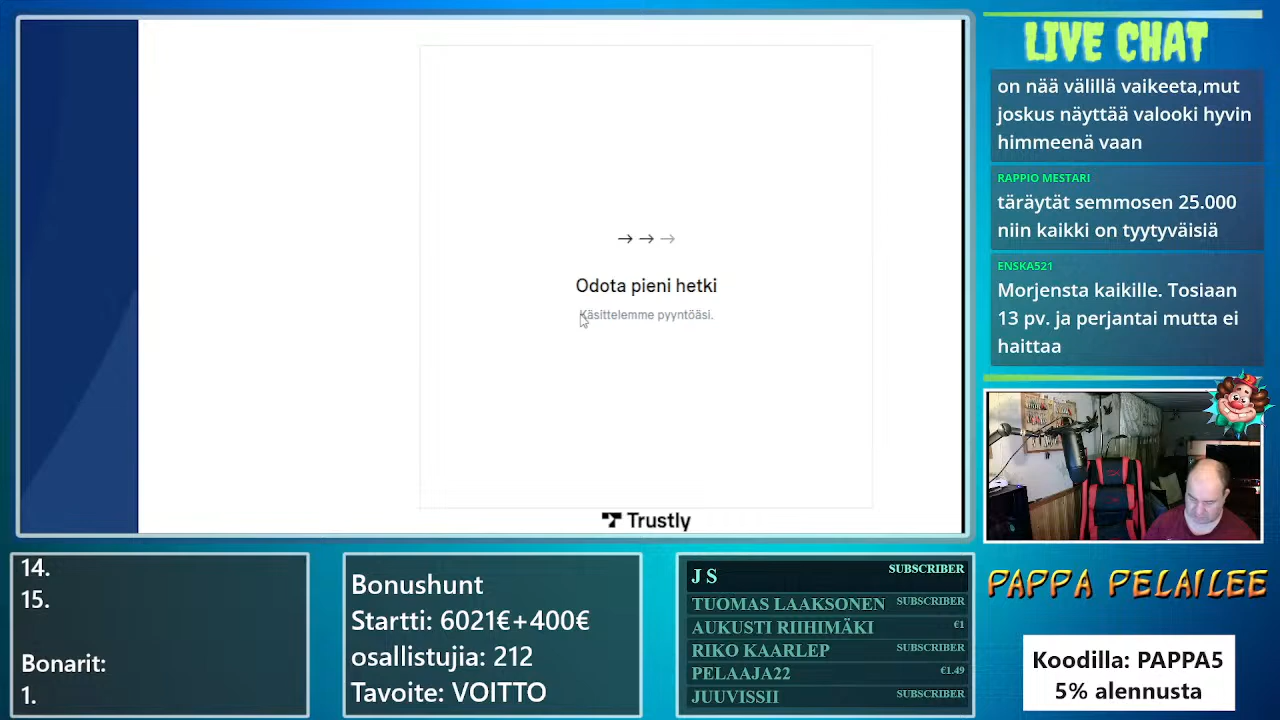 Odota pieni hetki
Käsittelemme pyyntöäsi.
Trustly
LIVE CHAT
on nää välillä vaikeeta,mut
joskus näyttää valooki hyvin
himmeenä vaan
RAPPIO MESTARI
täräytät semmosen 25.000
niin kaikki on tyytyväisiä
ENSKA521
Morjensta kaikille. Tosiaan
13 pv. ja perjantai mutta ei
haittaa
14.
15.
Bonarit:
1.
Bonushunt
Startti: 6021€+400€
osallistujia: 212
Tavoite: VOITTO
J S SUBSCRIBER
TUOMAS LAAKSONEN SUBSCRIBER
AUKUSTI RIIHIMÄKI €1
RIKO KAARLEP SUBSCRIBER
PELAAJA22 €1.49
JUUVISSII SUBSCRIBER
PAPPA PELAILEE
Koodilla: PAPPA5
5% alennusta